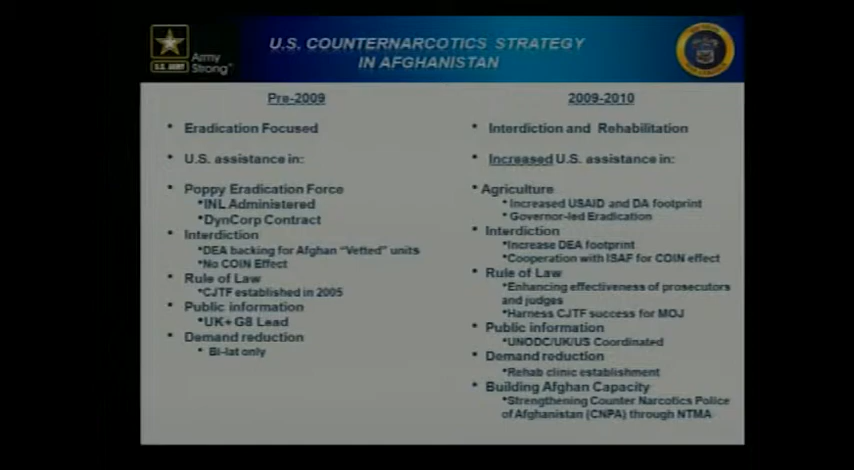 U.S. ARMY
Army
Strong
U.S. COUNTERNARCOTICS STRATEGY
IN AFGHANISTAN
Pre-2009
• Eradication Focused
• U.S. assistance in:
• Poppy Eradication Force
•INL Administered
•DynCorp Contract
• Interdiction
•DEA backing for Afghan “Vetted” units
•No COIN Effect
• Rule of Law
•CJTF established in 2005
• Public information
•UK+ G8 Lead
• Demand reduction
• Bi-lat only
2009-2010
• Interdiction and Rehabilitation
• Increased U.S. assistance in:
• Agriculture
• Increased USAID and DA footprint
• Governor-led Eradication
• Interdiction
•Increase DEA footprint
•Cooperation with ISAF for COIN effect
• Rule of Law
•Enhancing effectiveness of prosecutors
and judges
•Harness CJTF success for MOJ
• Public information
•UNODC/UK/US Coordinated
• Demand reduction
•Rehab clinic establishment
• Building Afghan Capacity
•Strengthening Counter Narcotics Police
of Afghanistan (CNPA) through NTMA